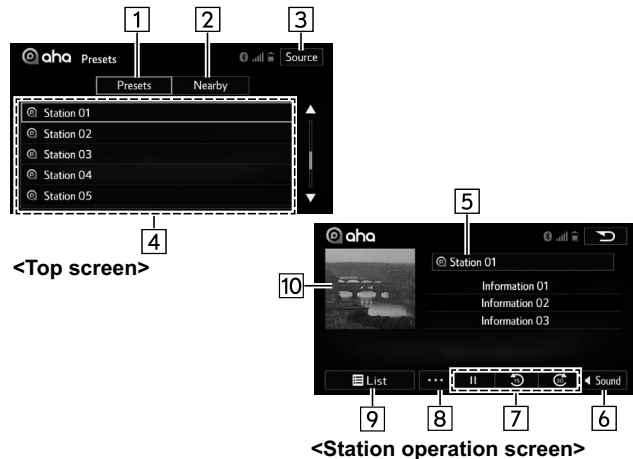 1
2
3
aha Presets
Source
Presets
Nearby
Station 01
Station 02
Station 03
Station 04
Station 05
4
<Top screen>
5
aha
Station 01
10
Information 01
Information 02
Information 03
List
...
15
30
Sound
9
8
7
6
<Station operation screen>